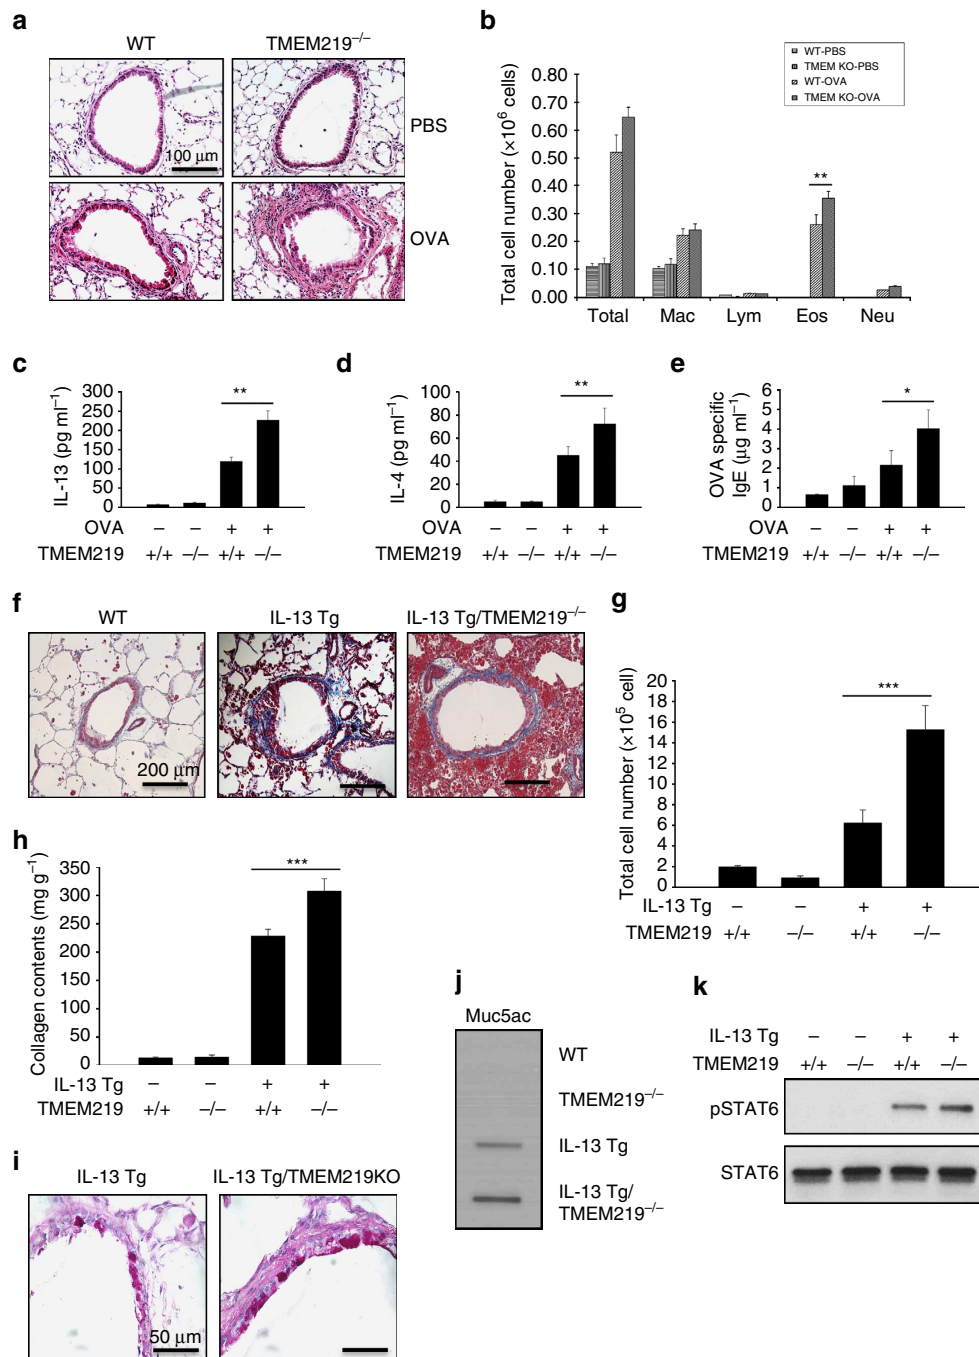 a
WT
TMEM219−/−
PBS
100 µm
OVA
b
WT-PBS
TMEM KO-PBS
WT-OVA
TMEM KO-OVA
Total cell number (×10⁶ cells)
0.80
0.70
0.60
0.50
0.40
0.30
0.20
0.10
0.00
**
Total Mac Lym Eos Neu
c
IL-13 (pg ml⁻¹)
300
250
200
150
100
50
0
**
OVA – – + +
TMEM219 +/+ –/– +/+ –/–
d
IL-4 (pg ml⁻¹)
100
80
60
40
20
0
**
OVA – – + +
TMEM219 +/+ –/– +/+ –/–
e
OVA specific
IgE (µg ml⁻¹)
6
5
4
3
2
1
0
*
OVA – – + +
TMEM219 +/+ –/– +/+ –/–
f
WT
IL-13 Tg
IL-13 Tg/TMEM219−/−
200 µm
g
Total cell number (×10⁵ cell)
20
18
16
14
12
10
8
6
4
2
0
***
IL-13 Tg – – + +
TMEM219 +/+ –/– +/+ –/–
h
Collagen contents (mg g⁻¹)
350
300
250
200
150
100
50
0
***
IL-13 Tg – – + +
TMEM219 +/+ –/– +/+ –/–
i
IL-13 Tg
IL-13 Tg/TMEM219KO
50 µm
j
Muc5ac
WT
TMEM219−/−
IL-13 Tg
IL-13 Tg/
TMEM219−/−
k
IL-13 Tg – – + +
TMEM219 +/+ –/– +/+ –/–
pSTAT6
STAT6